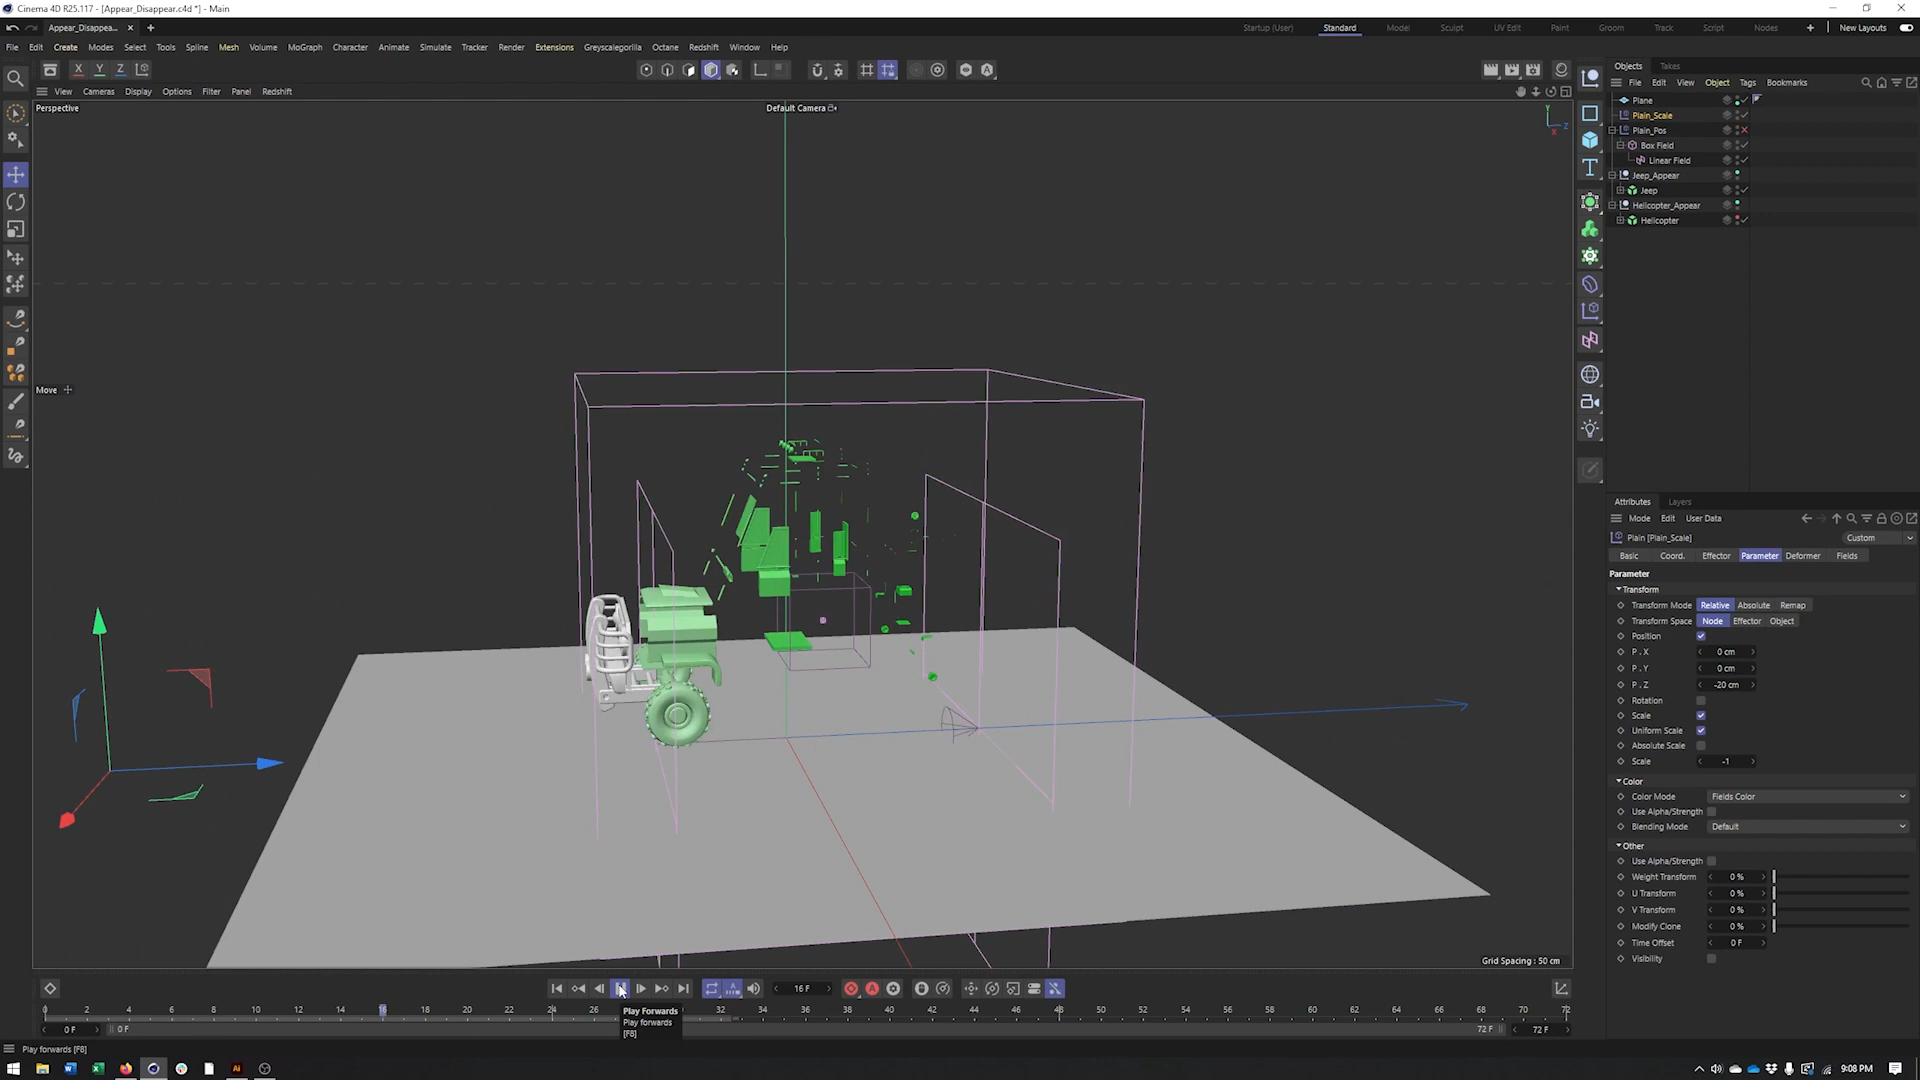 Cinema 4D R25.117 - [Appear_Disappear.c4d *] - Main
Appear_Disappea...
Startup (User) Standard Model Sculpt UV Edit Paint Groom Track Script Nodes New Layouts
File Edit Create Modes Select Tools Spline Mesh Volume MoGraph Character Animate Simulate Tracker Render Extensions Greyscalegorilla Octane Redshift Window Help
Objects Takes
X Y Z
File Edit View Object Tags Bookmarks
View Cameras Display Options Filter Panel Redshift
Perspective
Default Camera
Y
Z
X
Plane
Plain_Scale
Plain_Pos
Box Field
Linear Field
Jeep_Appear
Jeep
Helicopter_Appear
Helicopter
Move
Attributes Layers
Mode Edit User Data
Plain [Plain_Scale]
Custom
Basic Coord. Effector Parameter Deformer Fields
Parameter
Transform
Transform Mode Relative Absolute Remap
Transform Space Node Effector Object
Position
P . X 0 cm
P . Y 0 cm
P . Z -20 cm
Rotation
Scale
Uniform Scale
Absolute Scale
Scale -1
Color
Color Mode Fields Color
Use Alpha/Strength
Blending Mode Default
Other
Use Alpha/Strength
Weight Transform 0 %
U Transform 0 %
V Transform 0 %
Modify Clone 0 %
Time Offset 0 F
Visibility
Grid Spacing : 50 cm
16 F
0 2 4 6 8 10 12 14 16 18 20 22 24 26 32 34 36 38 40 42 44 46 48 50 52 54 56 58 60 62 64 66 68 70 72
Play Forwards
Play forwards
[F8]
0 F 0 F 72 F 72 F
Play forwards [F8]
9:08 PM